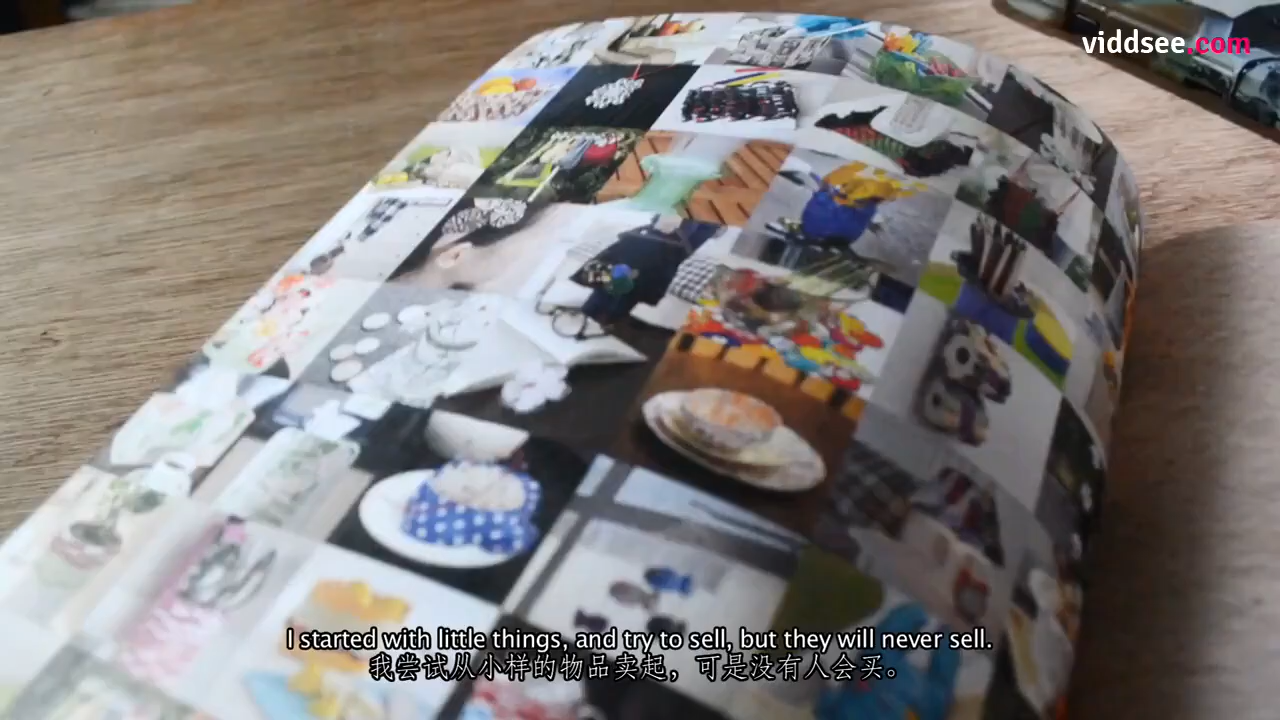 viddsee.com
I started with little things, and try to sell, but they will never sell.
我尝试从小样的物品卖起，可是没有人会买。